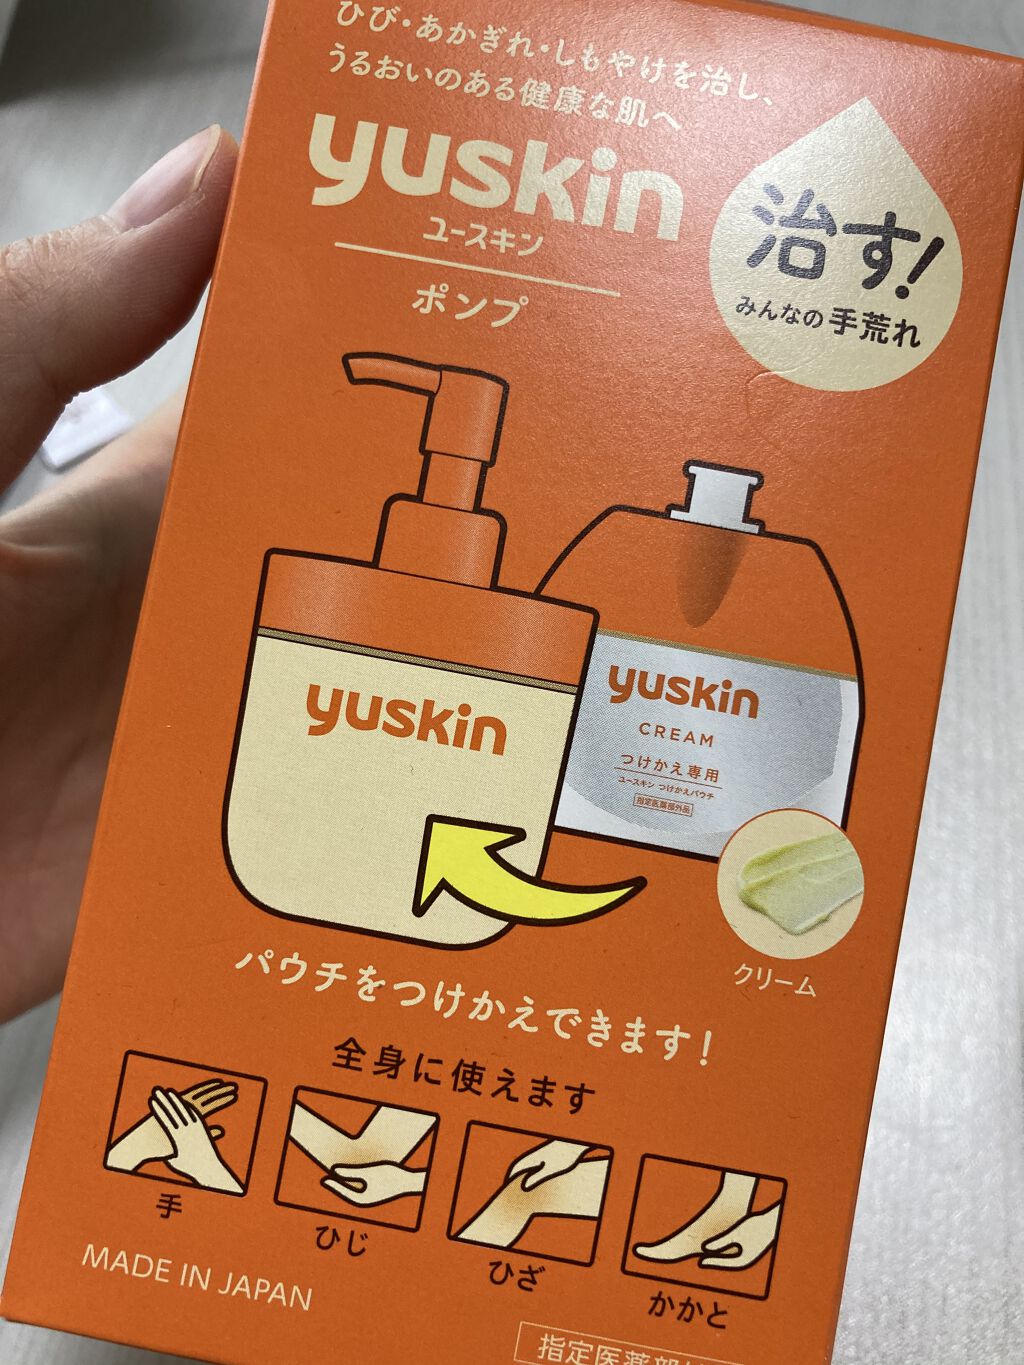 ひび・あかぎれ・しもやけを治し、
うるおいのある健康な肌へ
yuskin
ユースキン
ポンプ
治す!
みんなの手荒れ
yuskin
yuskin
CREAM
つけかえ専用
ユースキン つけかえパウチ
指定医薬部外品
クリーム
パウチをつけかえできます!
全身に使えます
手
ひじ
ひざ
かかと
MADE IN JAPAN
指定医薬部